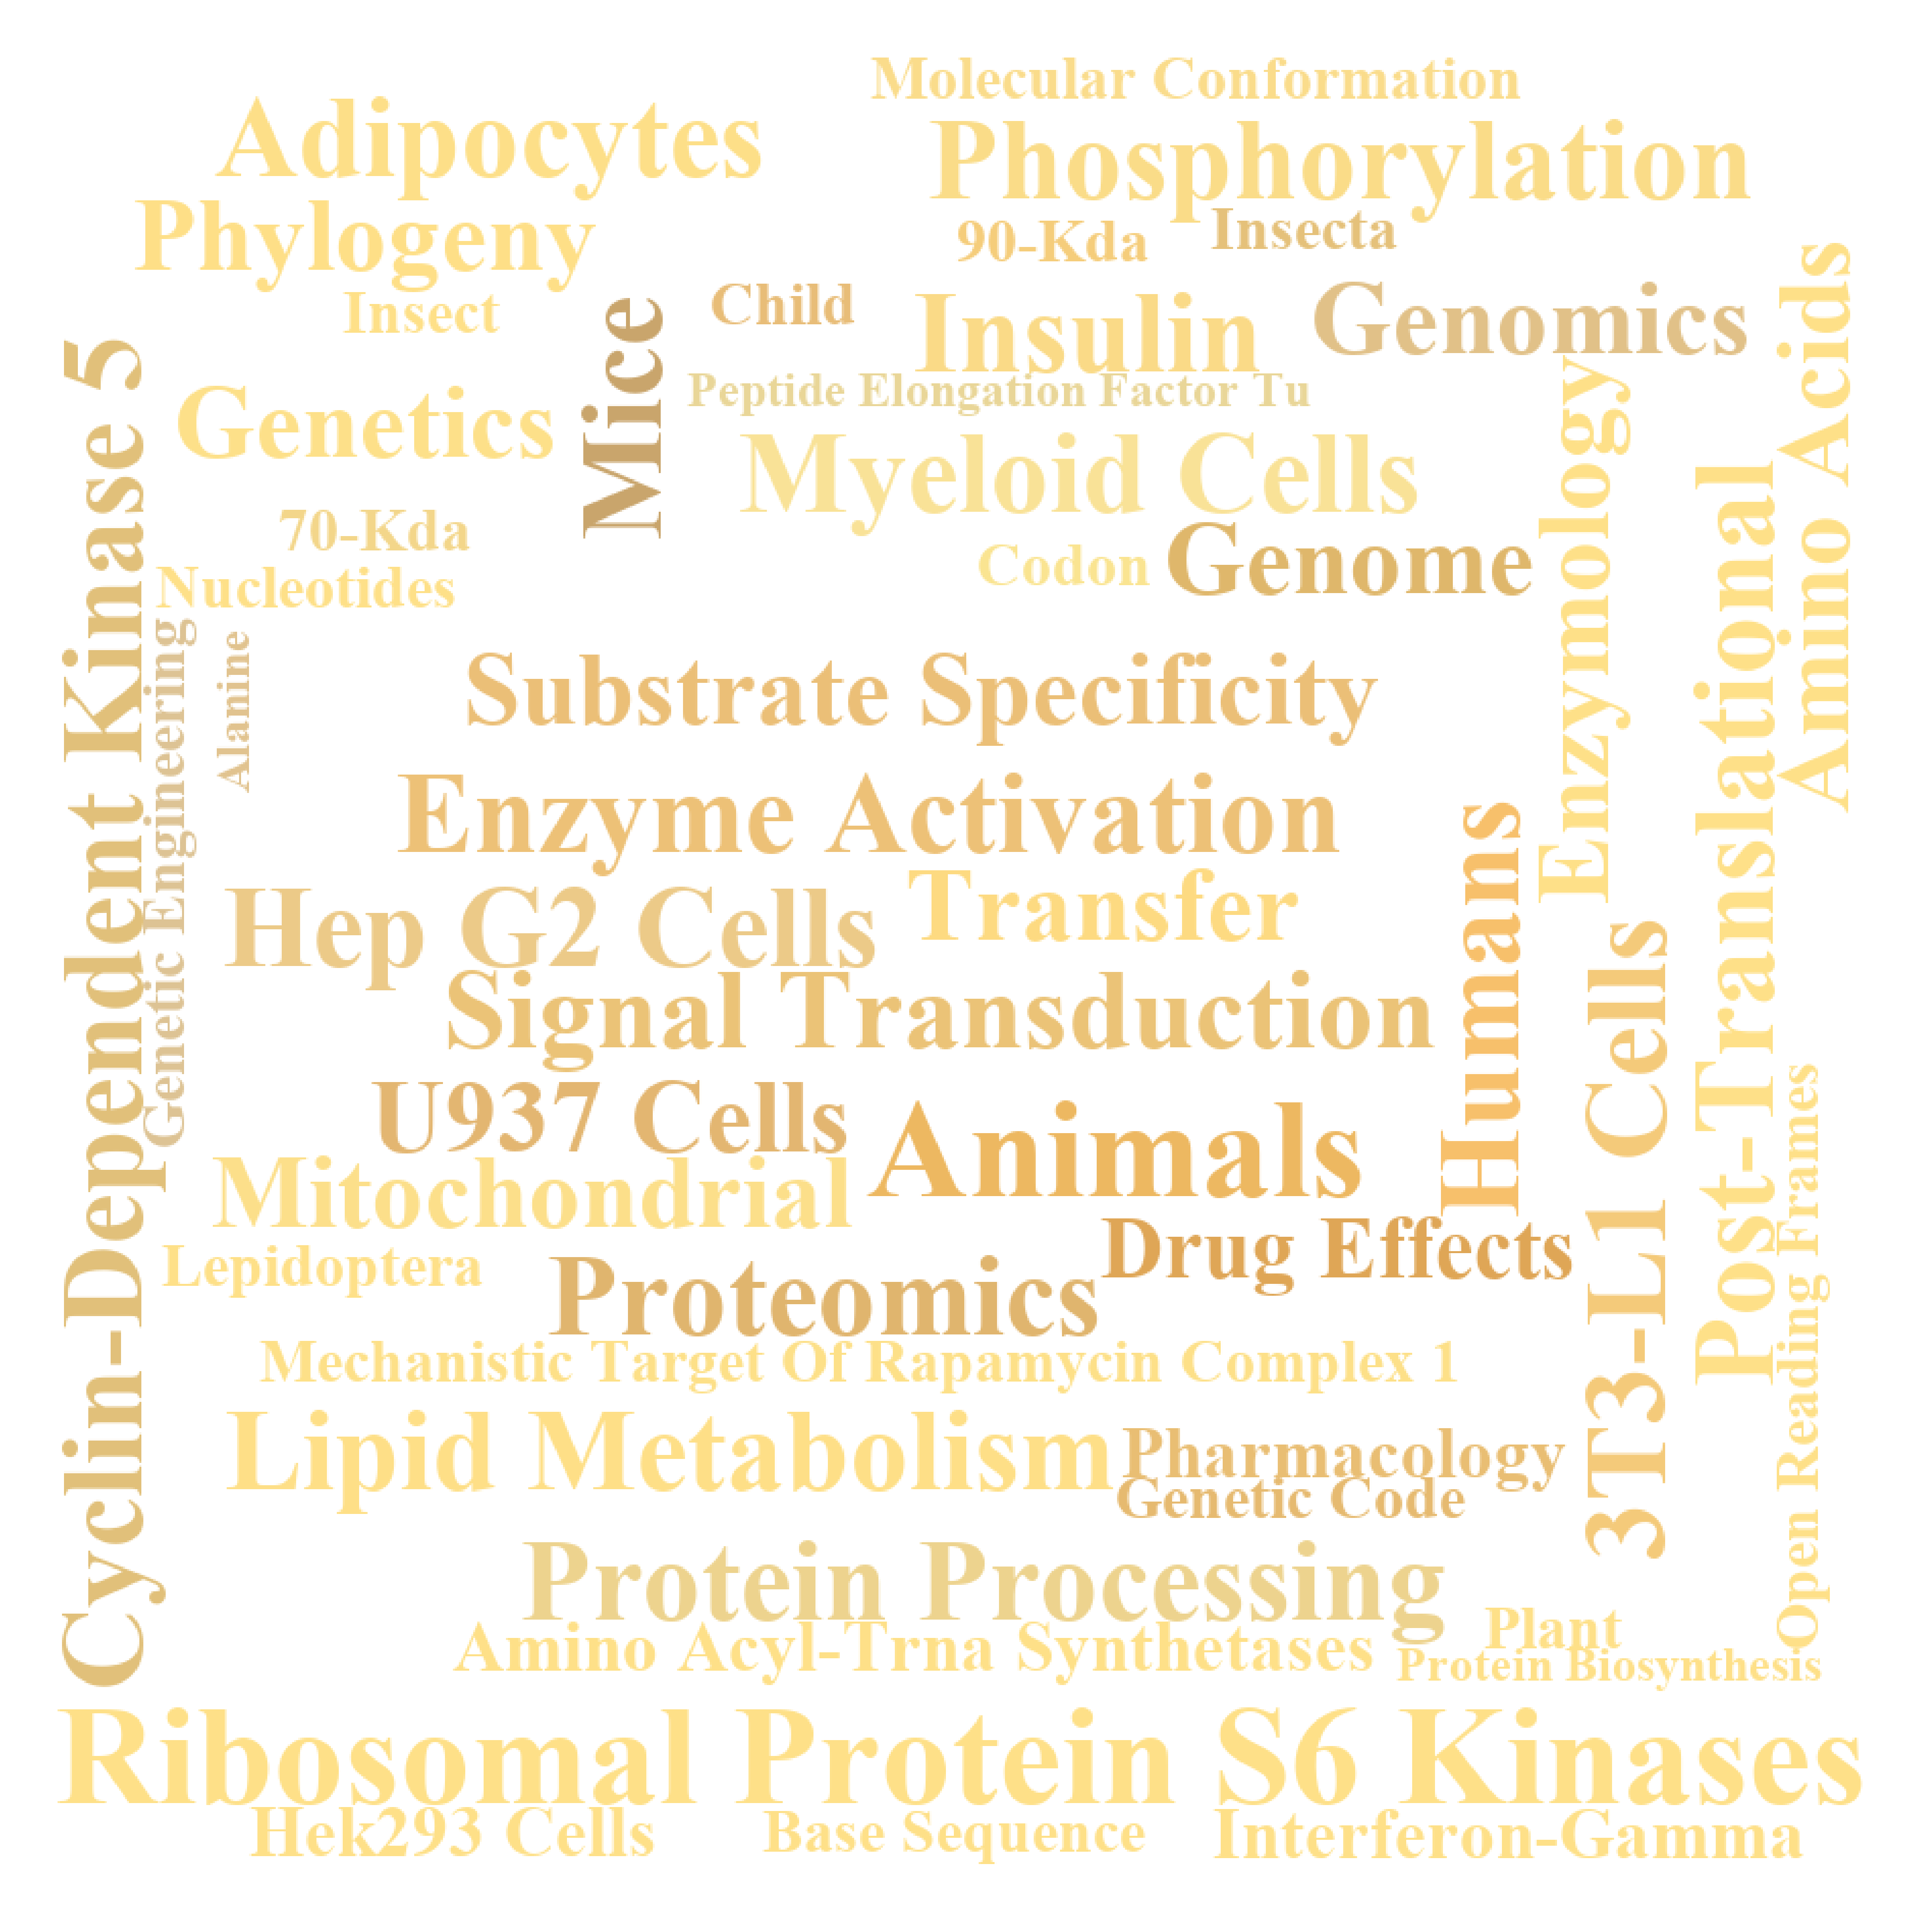 Molecular Conformation
Adipocytes
Phosphorylation
Phylogeny
90-Kda
Insecta
Insect
Child
Insulin
Genomics
Amino Acids
Mice
Peptide Elongation Factor Tu
Genetics
Cyclin-Dependent Kinase 5
Myeloid Cells
Enzymology
Post-Translational
70-Kda
Codon
Genome
Nucleotides
Genetic Engineering
Alanine
Substrate Specificity
Enzyme Activation
Humans
Hep G2 Cells
Transfer
3T3-L1 Cells
Signal Transduction
U937 Cells
Animals
Open Reading Frames
Mitochondrial
Drug Effects
Lepidoptera
Proteomics
Mechanistic Target Of Rapamycin Complex 1
Lipid Metabolism
Pharmacology
Genetic Code
Protein Processing
Plant
Amino Acyl-Trna Synthetases
Protein Biosynthesis
Ribosomal Protein S6 Kinases
Hek293 Cells
Base Sequence
Interferon-Gamma